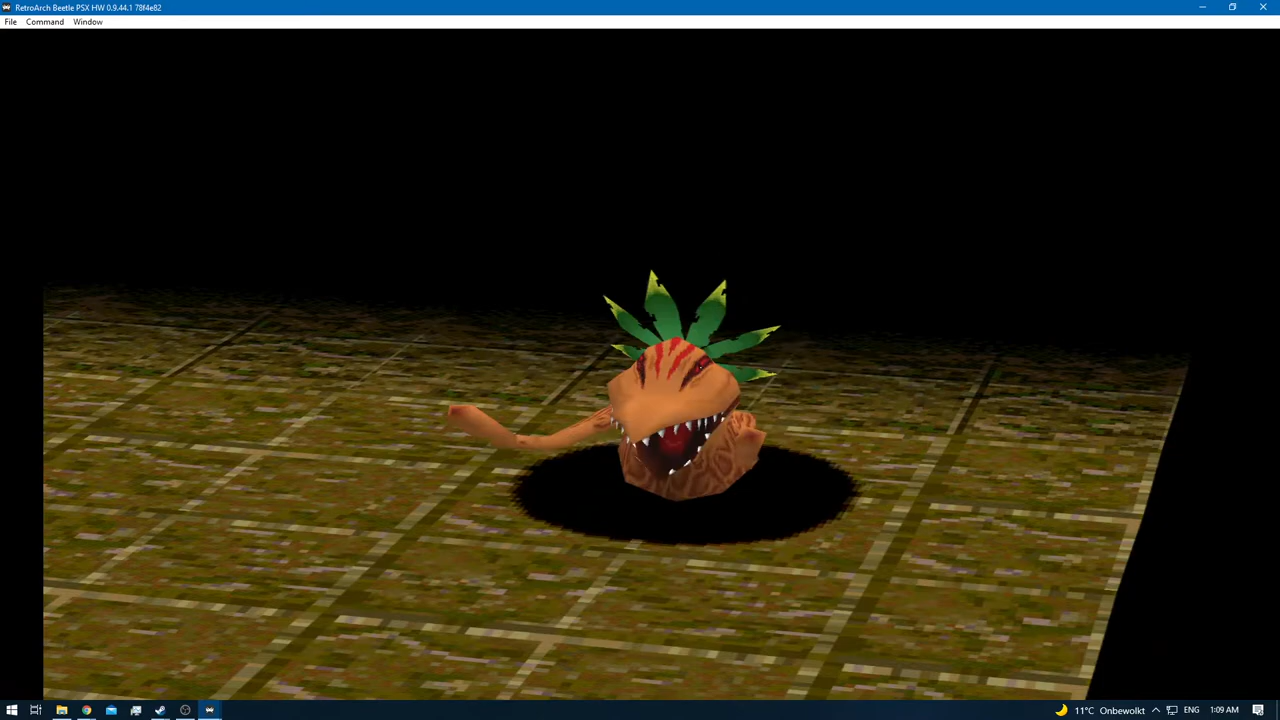 RetroArch Beetle PSX HW 0.9.44.1 78f4e82
File Command Window
11°C Onbewolkt ENG 1:09 AM